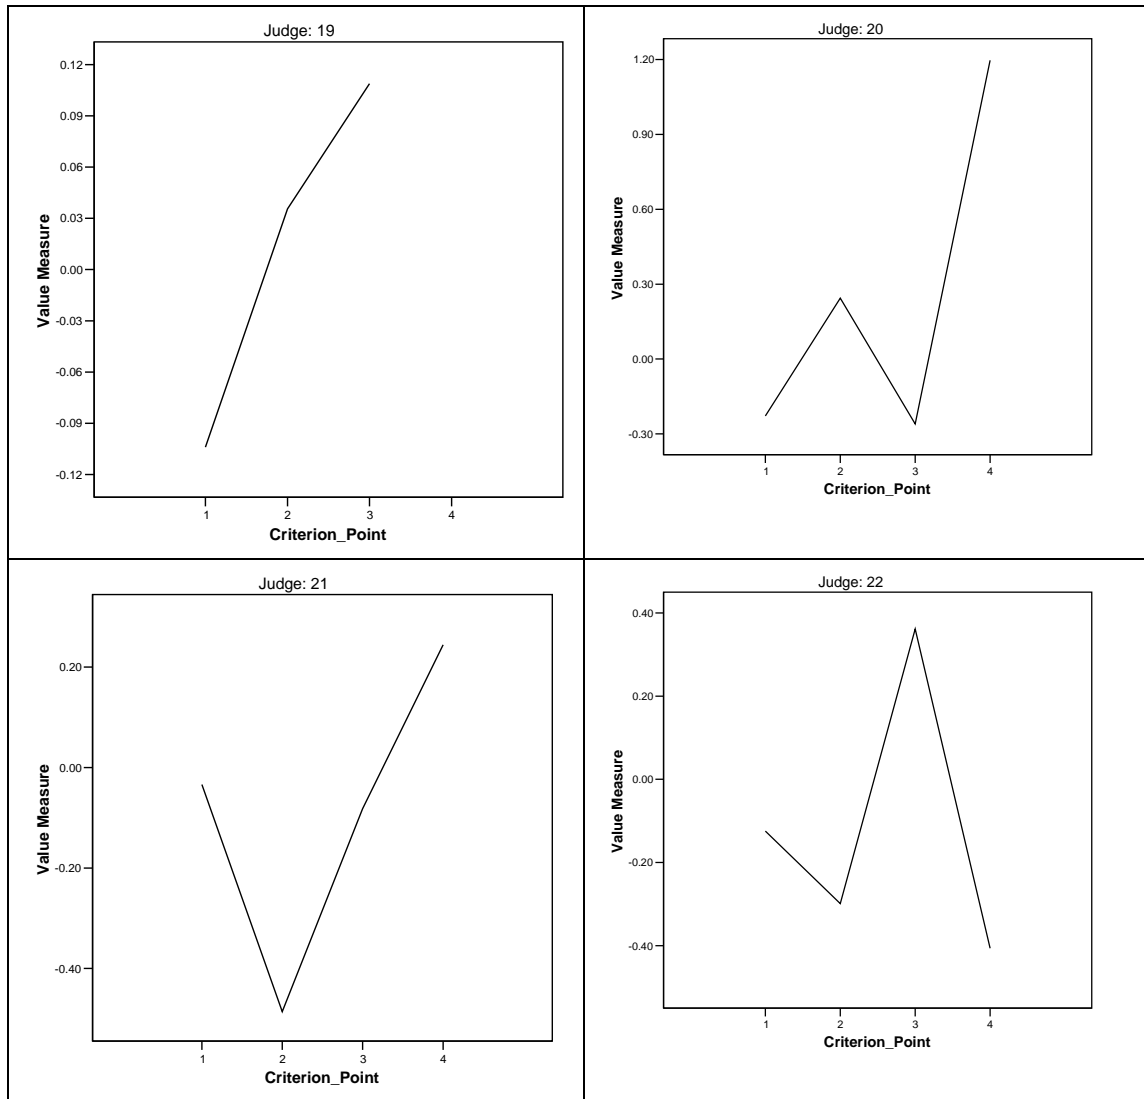 Judge: 19
0.12
0.09
0.06
0.03
0.00
-0.03
-0.06
-0.09
-0.12
Value Measure
1 2 3 4
Criterion_Point
Judge: 20
1.20
0.90
0.60
0.30
0.00
-0.30
Value Measure
1 2 3 4
Criterion_Point
Judge: 21
0.20
0.00
-0.20
-0.40
Value Measure
1 2 3 4
Criterion_Point
Judge: 22
0.40
0.20
0.00
-0.20
-0.40
Value Measure
1 2 3 4
Criterion_Point